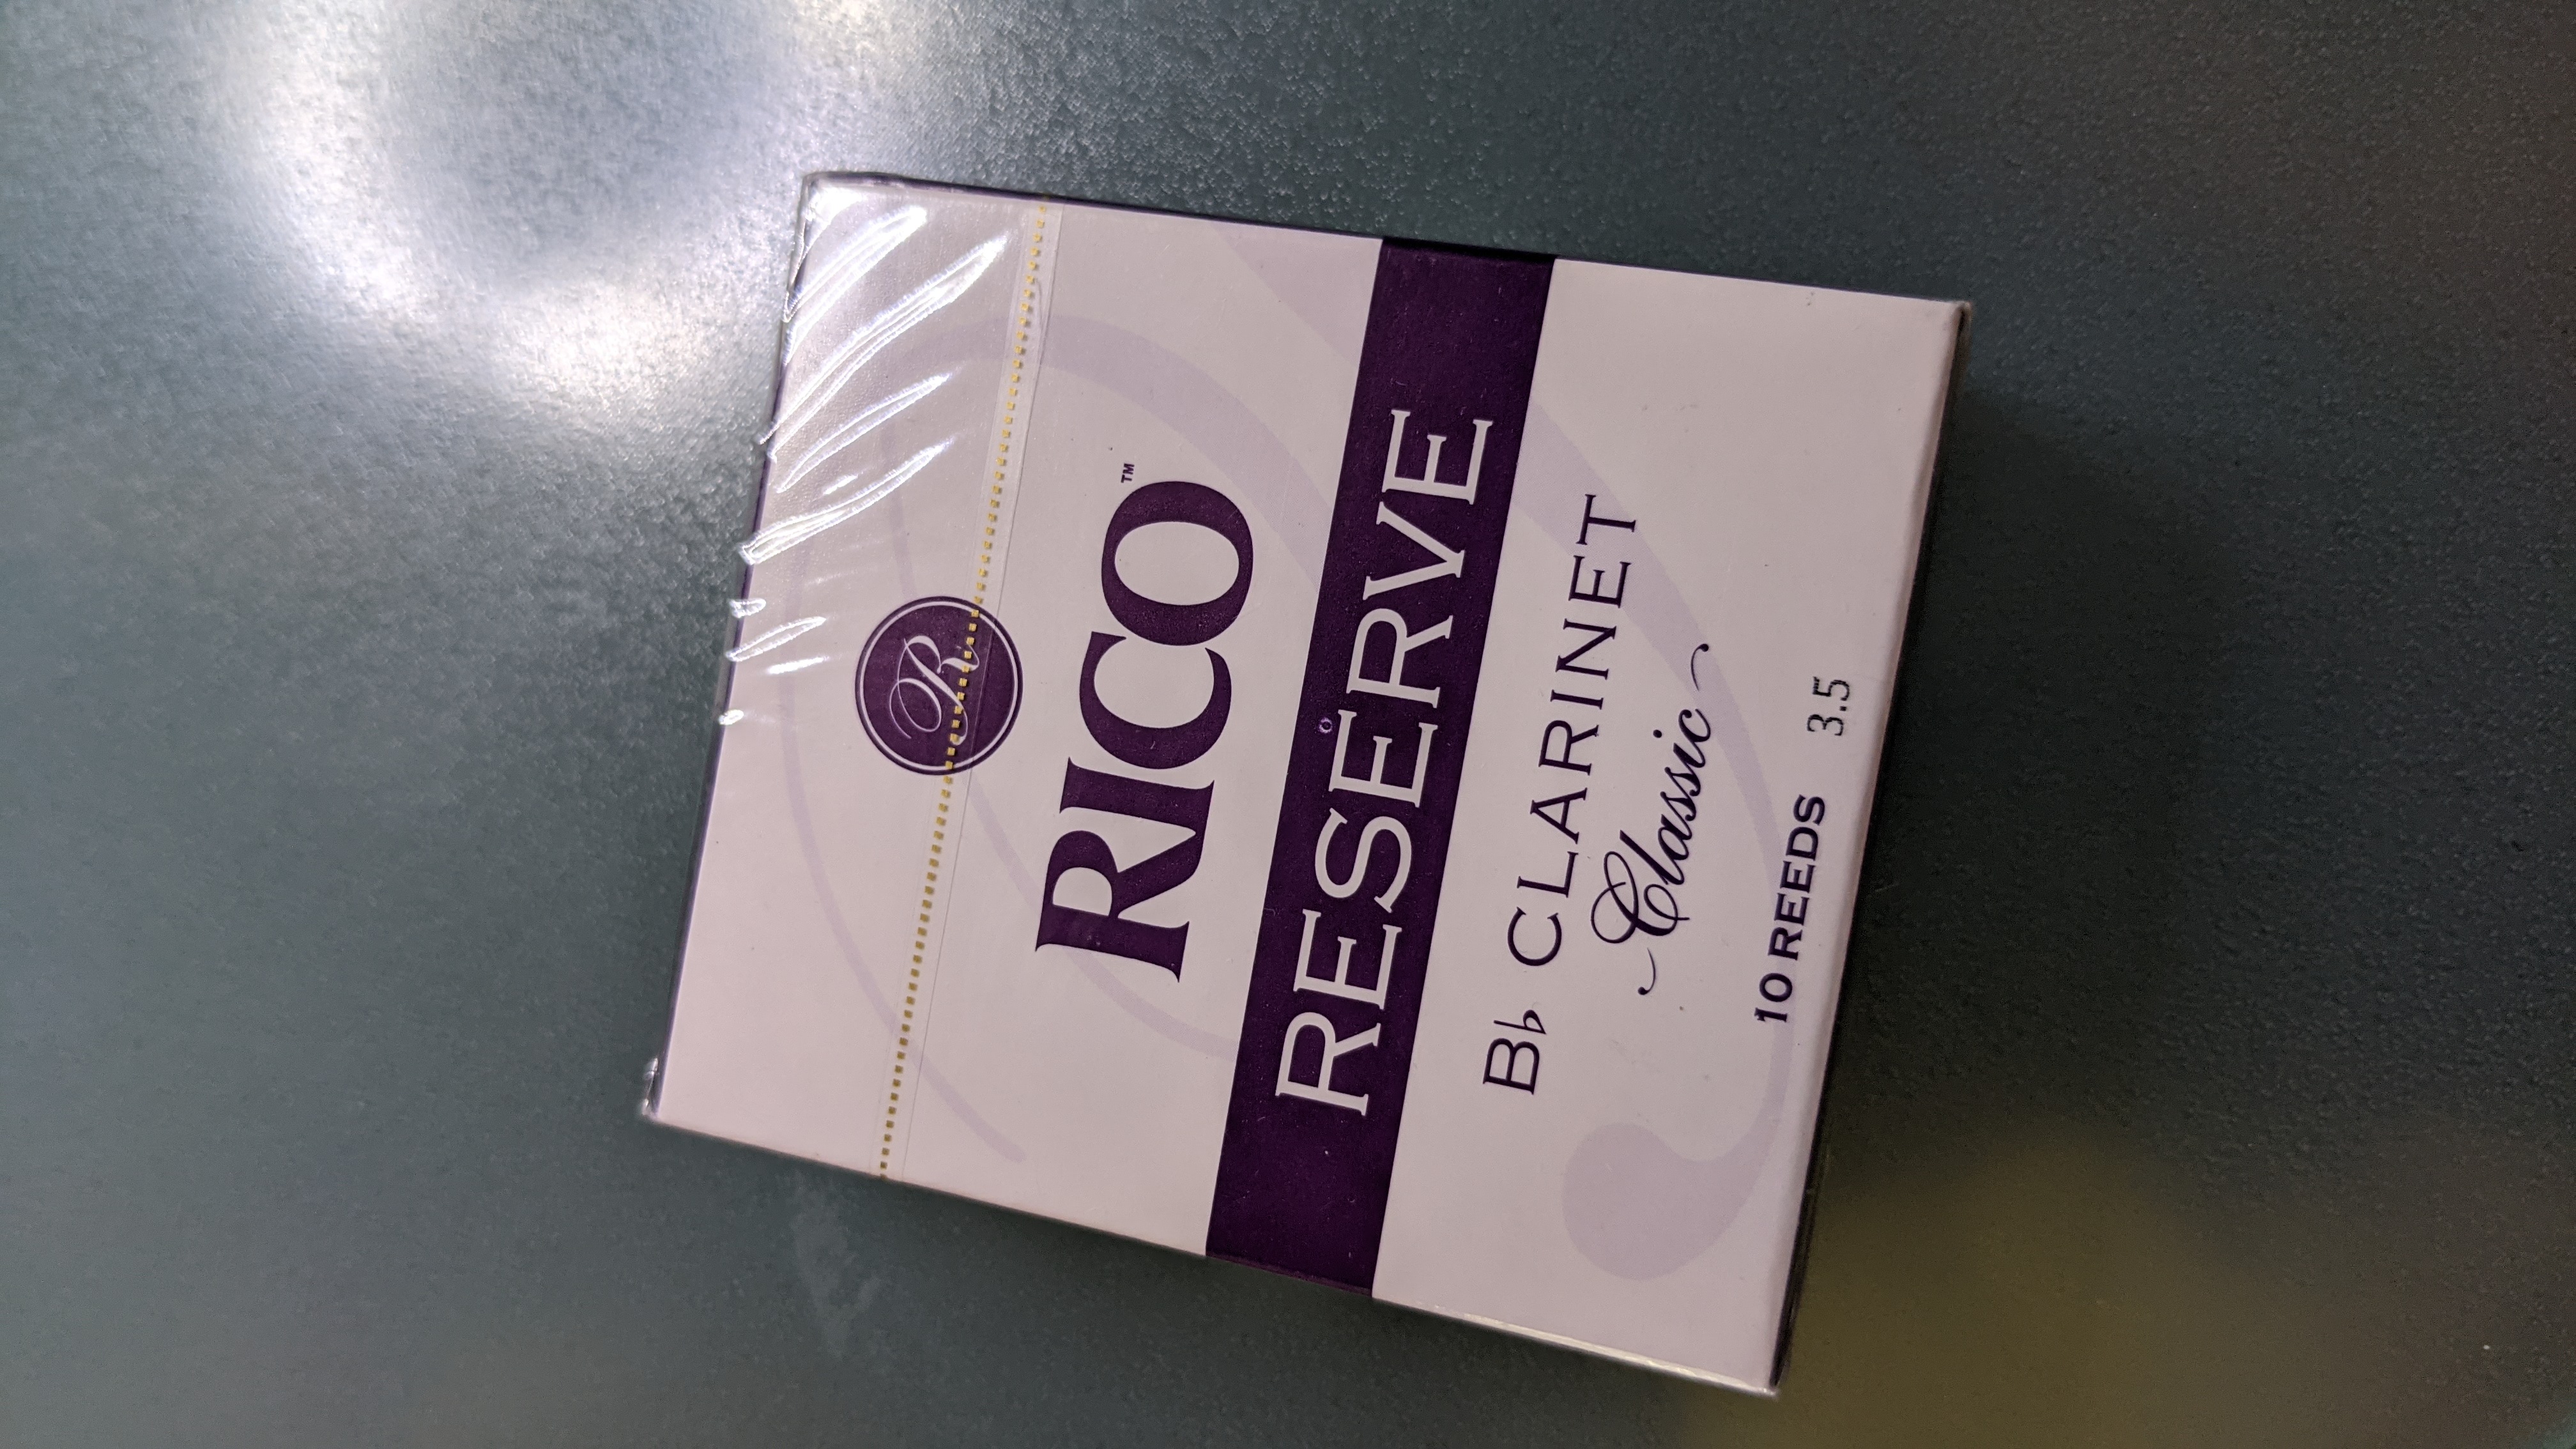 R
RICO™
RESERVE
B♭ CLARINET
Classic
10 REEDS 3.5